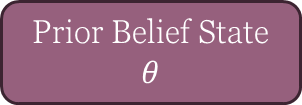 Prior Belief State
θ